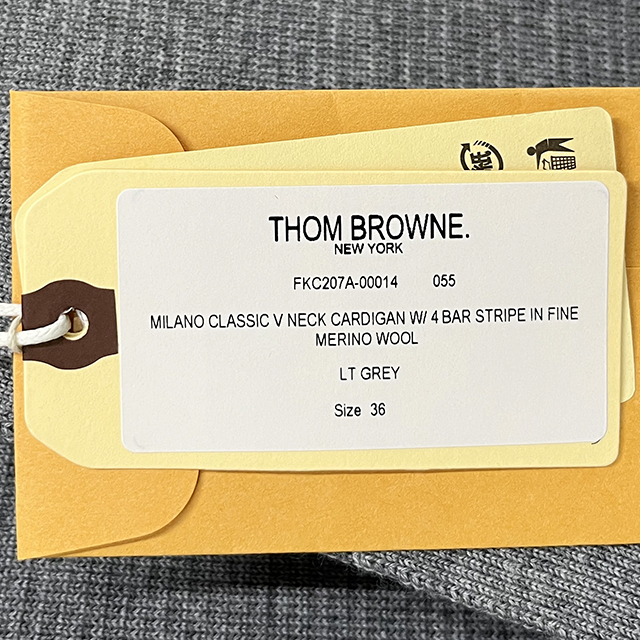 紙
THOM BROWNE.
NEW YORK
FKC207A-00014 055
MILANO CLASSIC V NECK CARDIGAN W/ 4 BAR STRIPE IN FINE
MERINO WOOL
LT GREY
Size 36